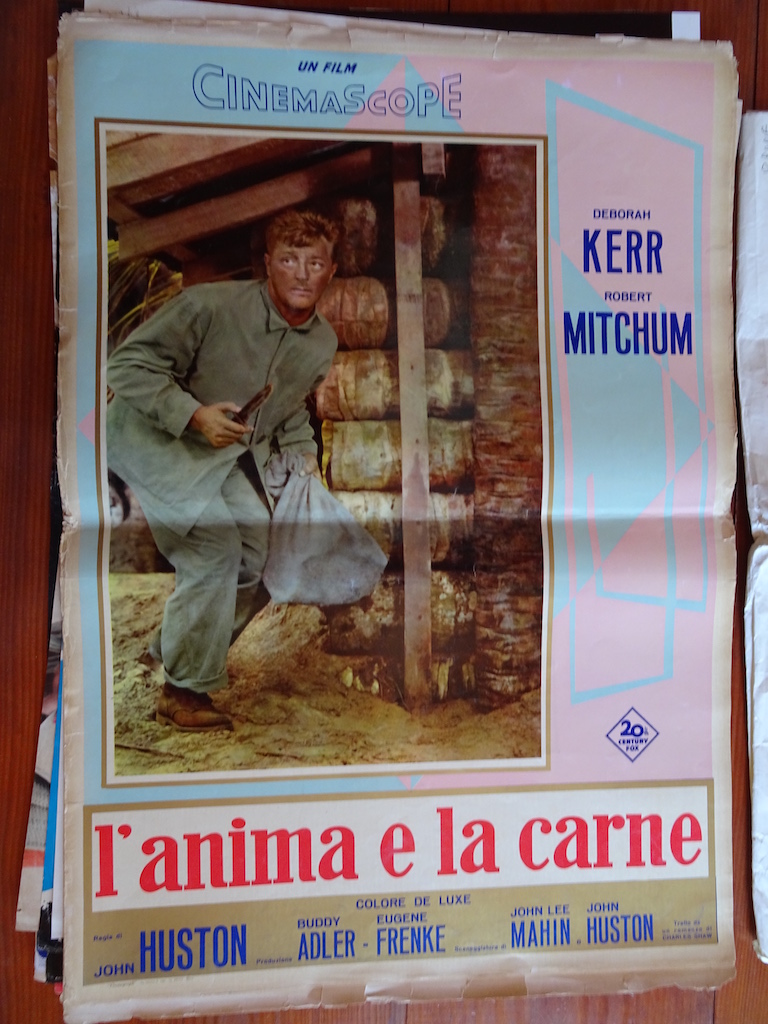 UN FILM
CINEMASCOPE
DEBORAH
KERR
ROBERT
MITCHUM
20th
CENTURY
FOX
l'anima e la carne
COLORE DE LUXE
Regia di
JOHN HUSTON
Produzione
BUDDY ADLER - EUGENE FRENKE
Sceneggiatura di
JOHN LEE MAHIN e JOHN HUSTON
Tratto da
un romanzo di
CHARLES SHAW